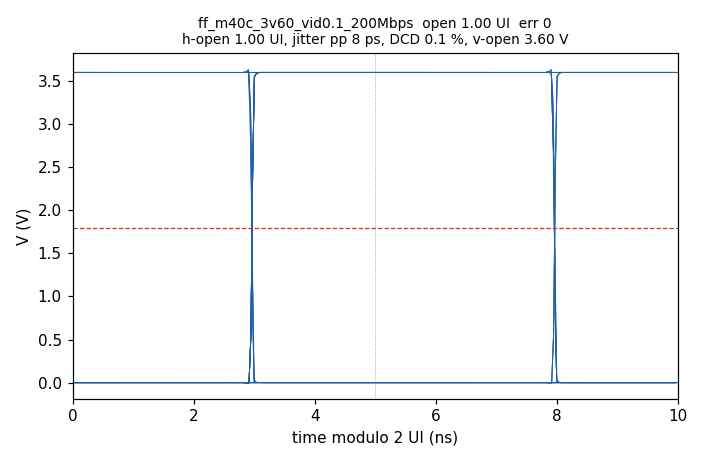 ff_m40c_3v60_vid0.1_200Mbps  open 1.00 UI  err 0
h-open 1.00 UI, jitter pp 8 ps, DCD 0.1 %, v-open 3.60 V
3.5
3.0
2.5
2.0
1.5
1.0
0.5
0.0
V (V)
0 2 4 6 8 10
time modulo 2 UI (ns)